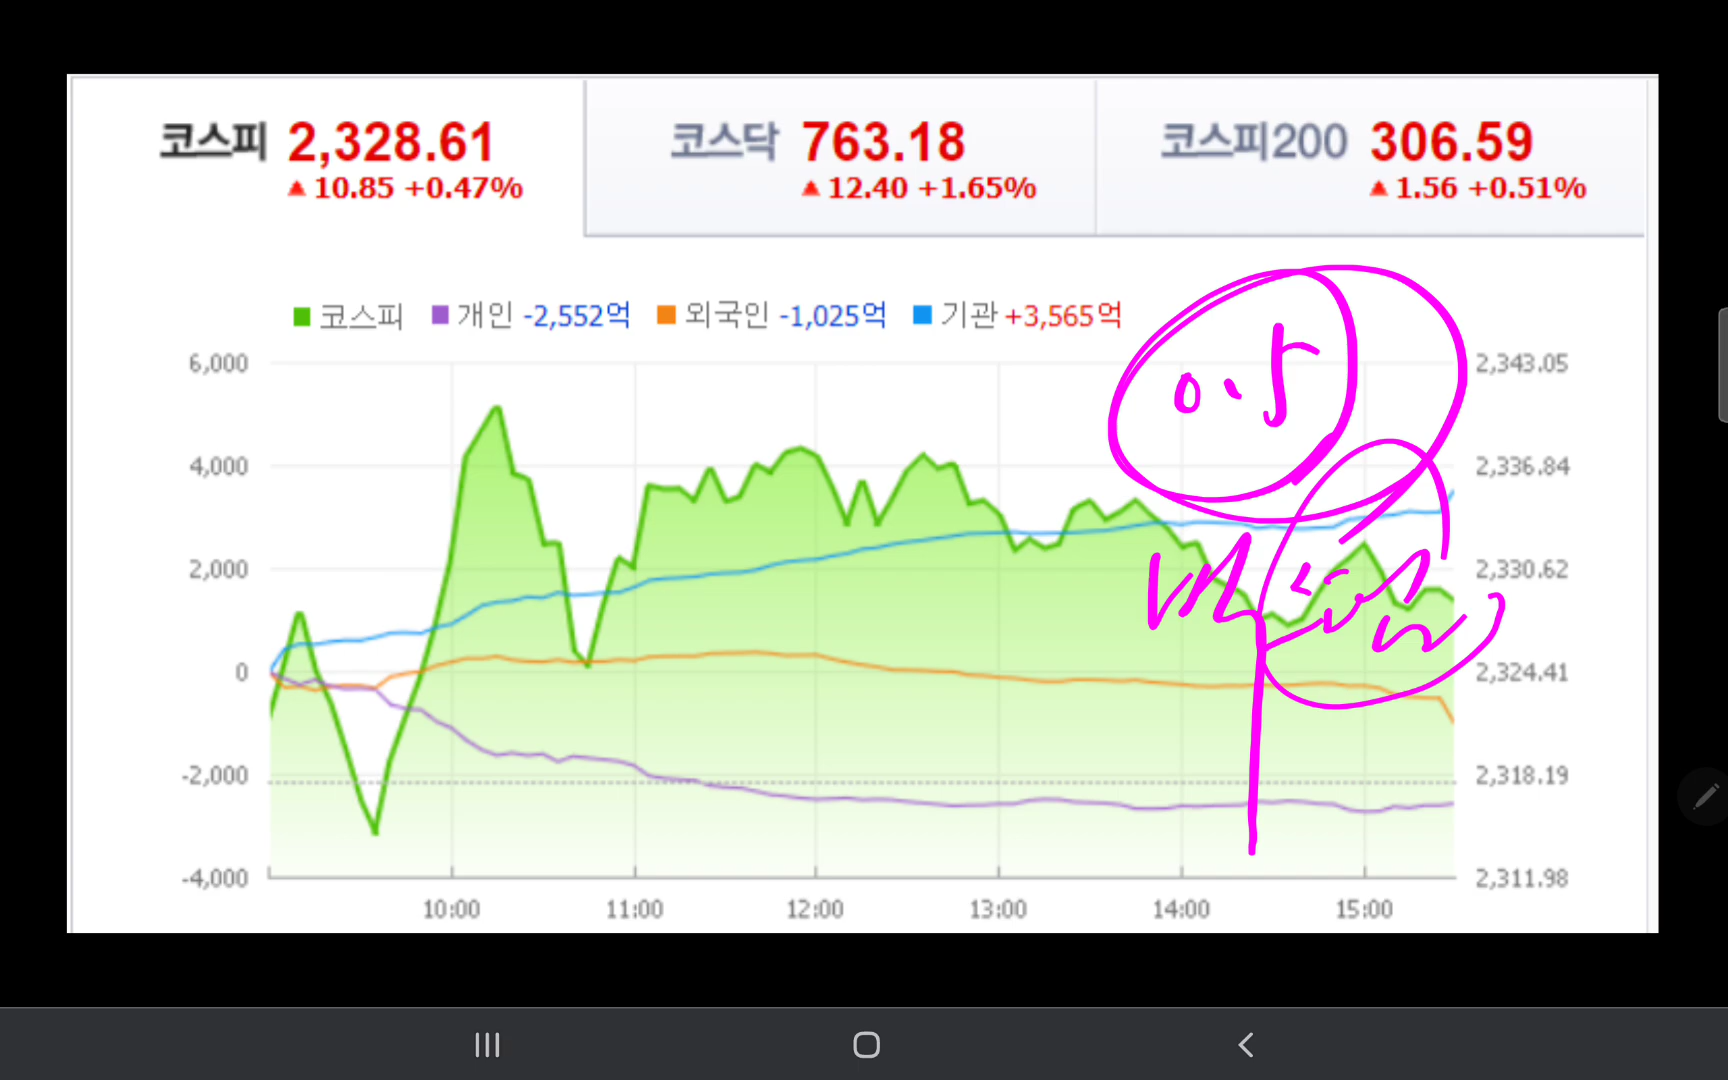 코스피 2,328.61 코스닥 763.18 코스피200 306.59
▲ 10.85 +0.47% ▲ 12.40 +1.65% ▲ 1.56 +0.51%
코스피 개인 -2,552억 외국인 -1,025억 기관 +3,565억
0.5
6,000 2,343.05
4,000 2,336.84
2,000 2,330.62
0 2,324.41
-2,000 2,318.19
-4,000 2,311.98
10:00 11:00 12:00 13:00 14:00 15:00